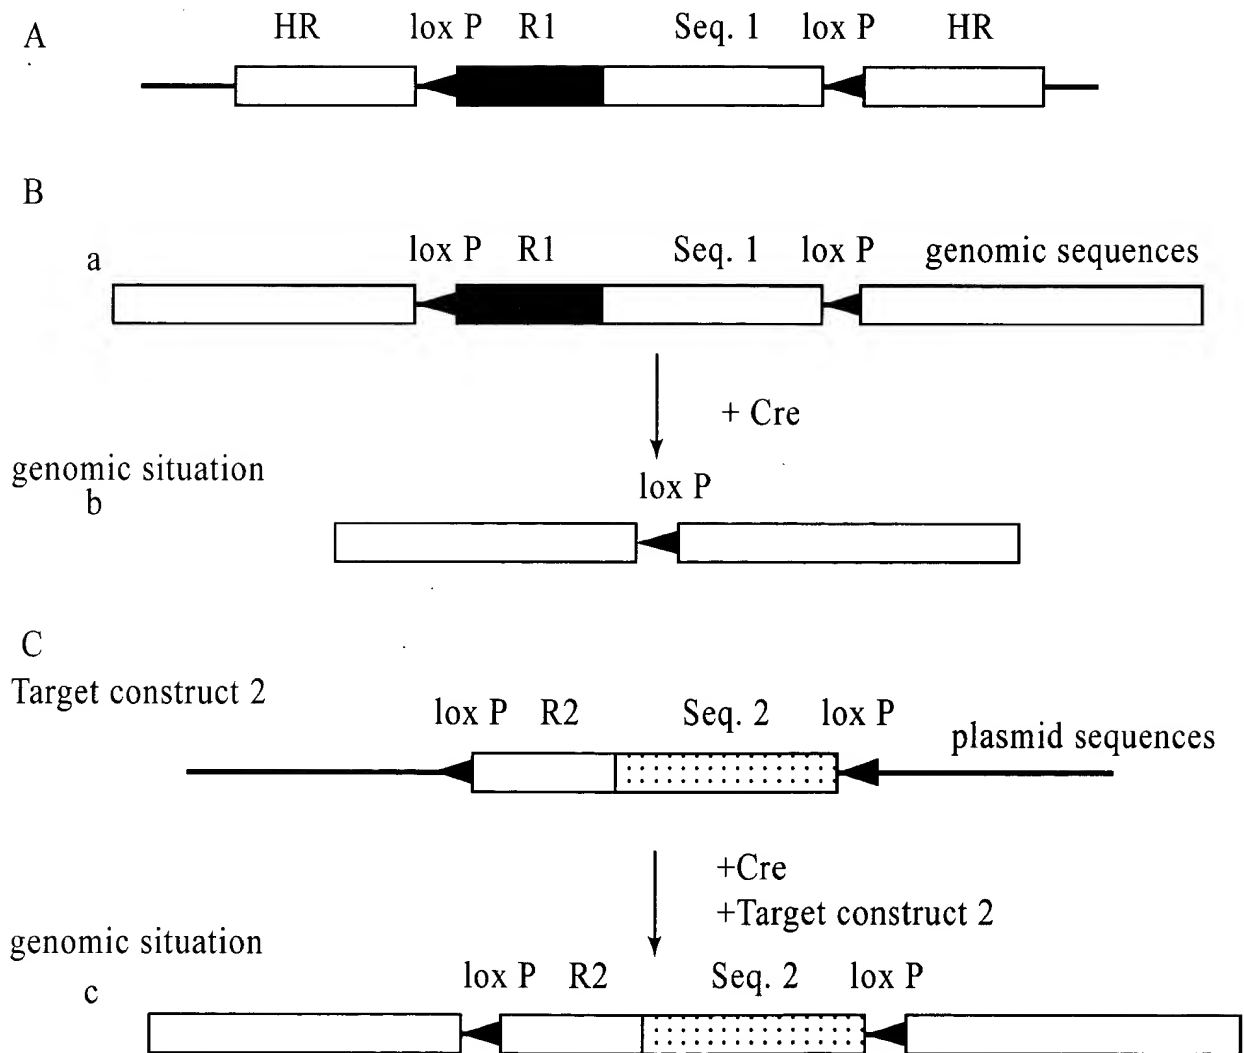 A HR lox P R1 Seq. 1 lox P HR
B
a lox P R1 Seq. 1 lox P genomic sequences
+ Cre
genomic situation
b lox P
C
Target construct 2
lox P R2 Seq. 2 lox P plasmid sequences
+Cre
+Target construct 2
genomic situation
c lox P R2 Seq. 2 lox P